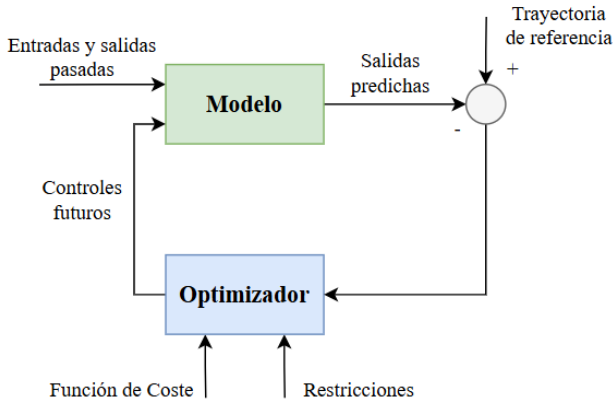 Trayectoria
de referencia
Entradas y salidas
pasadas
Salidas
predichas
+
Modelo
-
Controles
futuros
Optimizador
Función de Coste
Restricciones